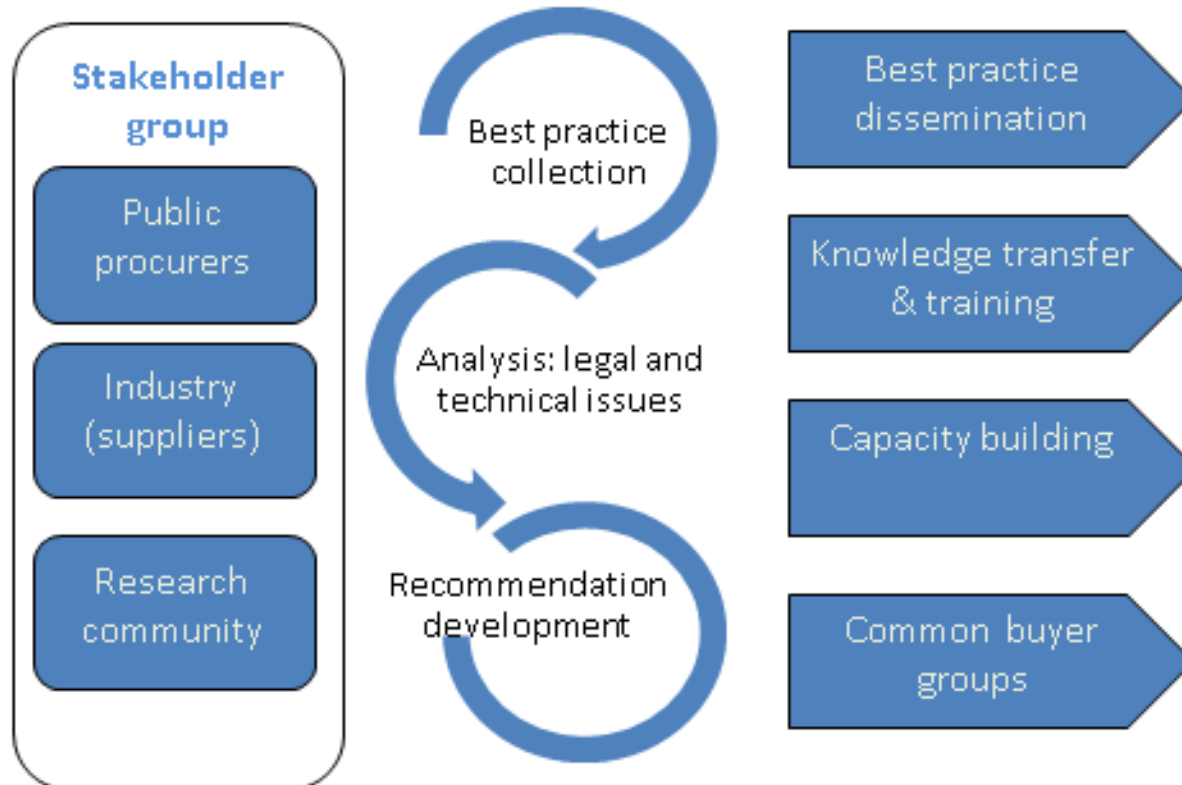 Stakeholder
group
Public
procurers
Industry
(suppliers)
Research
community
Best practice
collection
Analysis: legal and
technical issues
Recommendation
development
Best practice
dissemination
Knowledge transfer
& training
Capacity building
Common buyer
groups